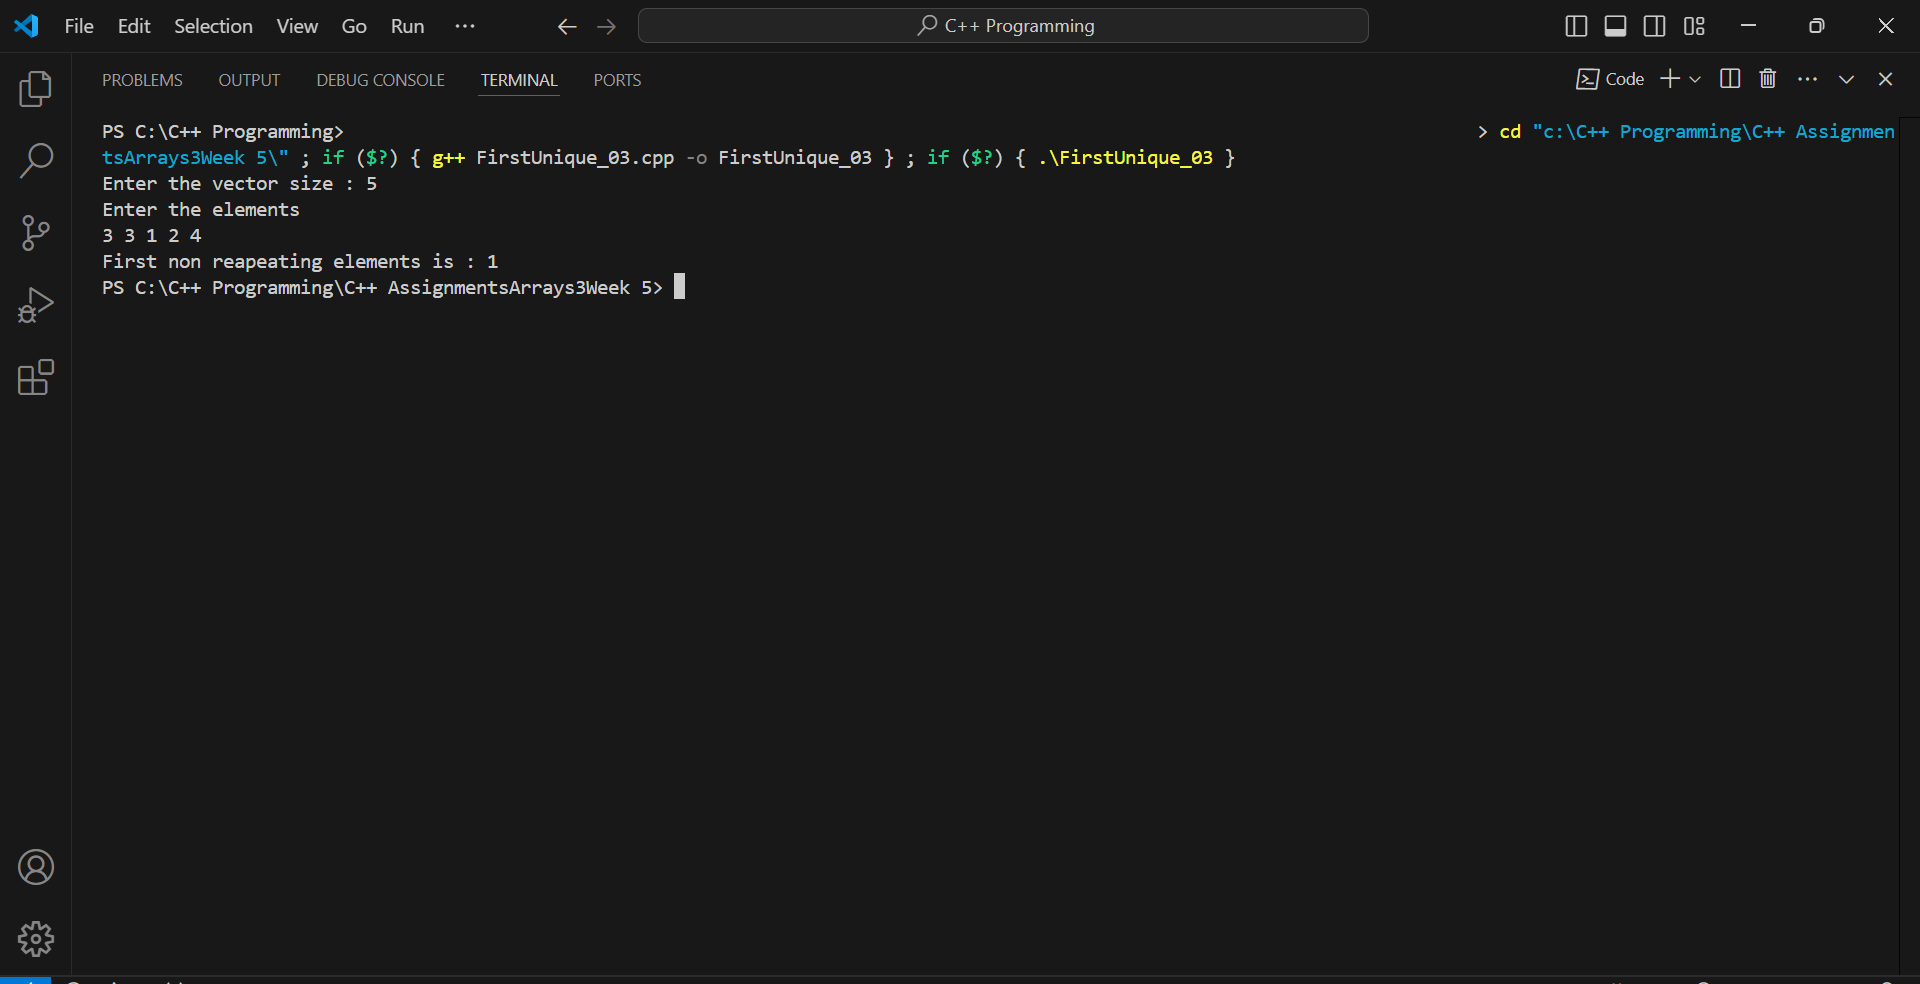 File Edit Selection View Go Run ... C++ Programming
PROBLEMS OUTPUT DEBUG CONSOLE TERMINAL PORTS Code
PS C:\C++ Programming> > cd "c:\C++ Programming\C++ Assignmen
tsArrays3Week 5\" ; if ($?) { g++ FirstUnique_03.cpp -o FirstUnique_03 } ; if ($?) { .\FirstUnique_03 }
Enter the vector size : 5
Enter the elements
3 3 1 2 4
First non reapeating elements is : 1
PS C:\C++ Programming\C++ AssignmentsArrays3Week 5>